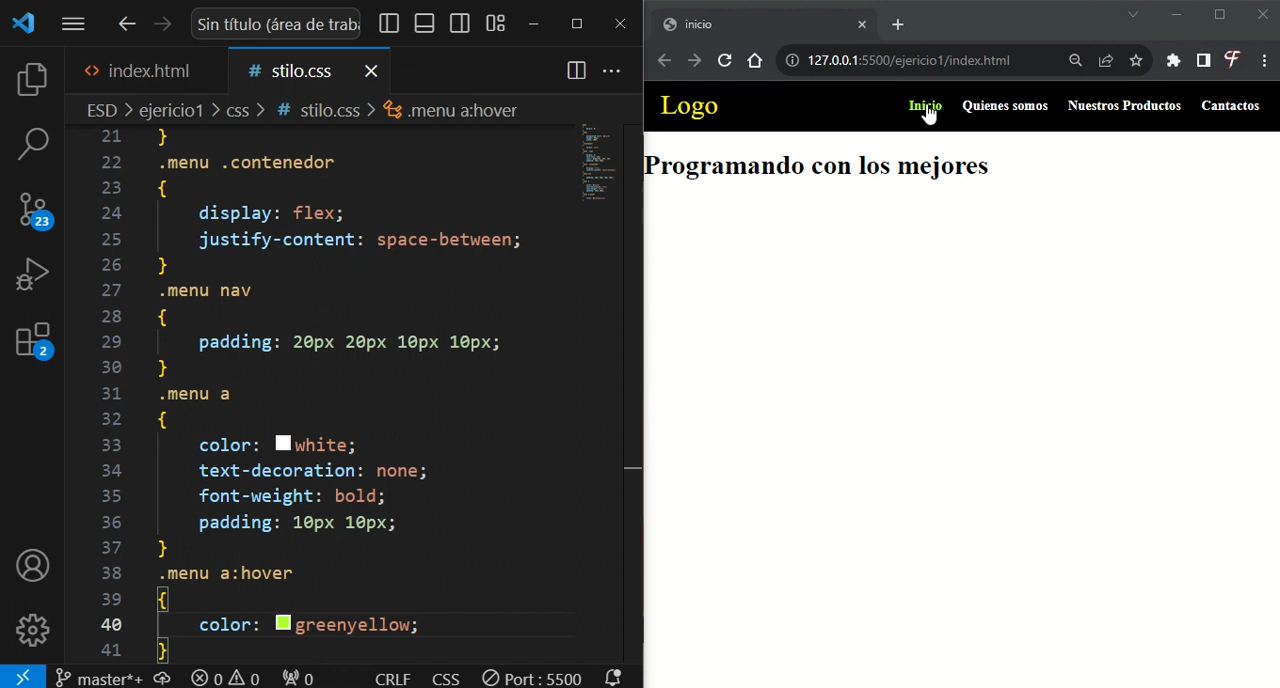 Sin título (área de trab
index.html
# stilo.css
ESD > ejericio1 > css > # stilo.css > .menu a:hover
21 }
22 .menu .contenedor
23 {
24 display: flex;
25 justify-content: space-between;
26 }
27 .menu nav
28 {
29 padding: 20px 20px 10px 10px;
30 }
31 .menu a
32 {
33 color: white;
34 text-decoration: none;
35 font-weight: bold;
36 padding: 10px 10px;
37 }
38 .menu a:hover
39 {
40 color: greenyellow;
41 }
23
2
master*+ 0 0 0 CRLF CSS Port : 5500
inicio
127.0.0.1:5500/ejericio1/index.html
Logo
Inicio Quienes somos Nuestros Productos Contactos
Programando con los mejores